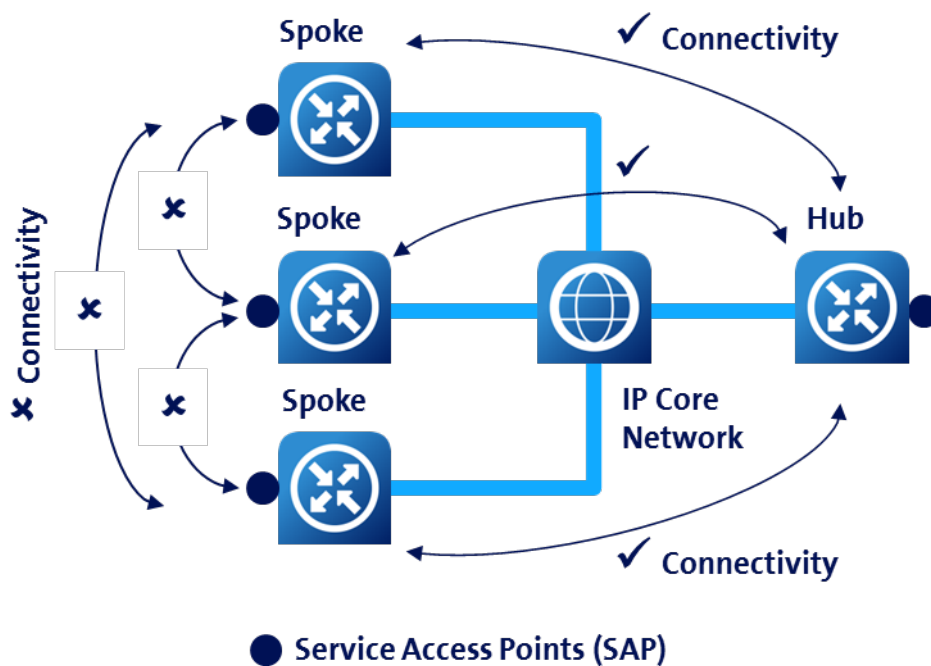 Spoke
✓ Connectivity
✓
Spoke
Hub
✘
✘
✘ Connectivity
✘
Spoke
IP Core
Network
✓ Connectivity
Service Access Points (SAP)